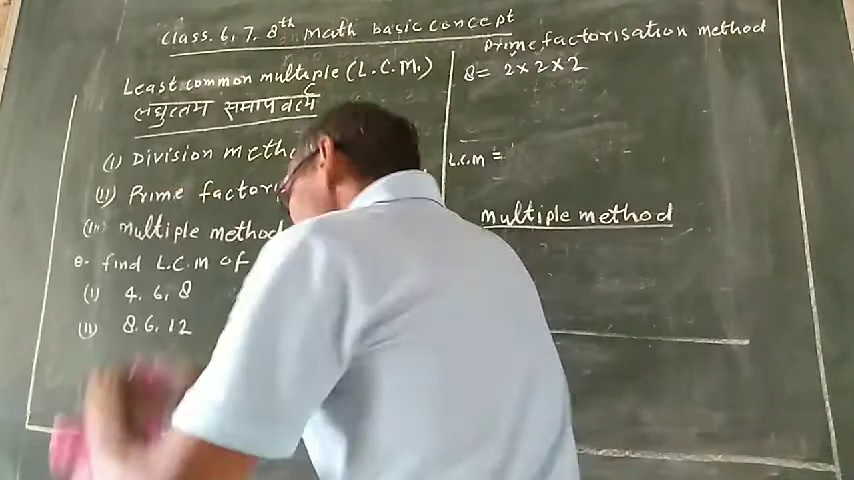 Class. 6, 7, 8th math basic concept
Least common multiple (L.C.M.)
लघुत्तम समापवर्त्य
(i) Division metho
(ii) Prime factori
(iii) multiple method
Q- find L.C.M of
(i) 4, 6, 8
(ii) 8, 6, 12
Prime factorisation method
8 = 2 × 2 × 2
L.C.M =
multiple method